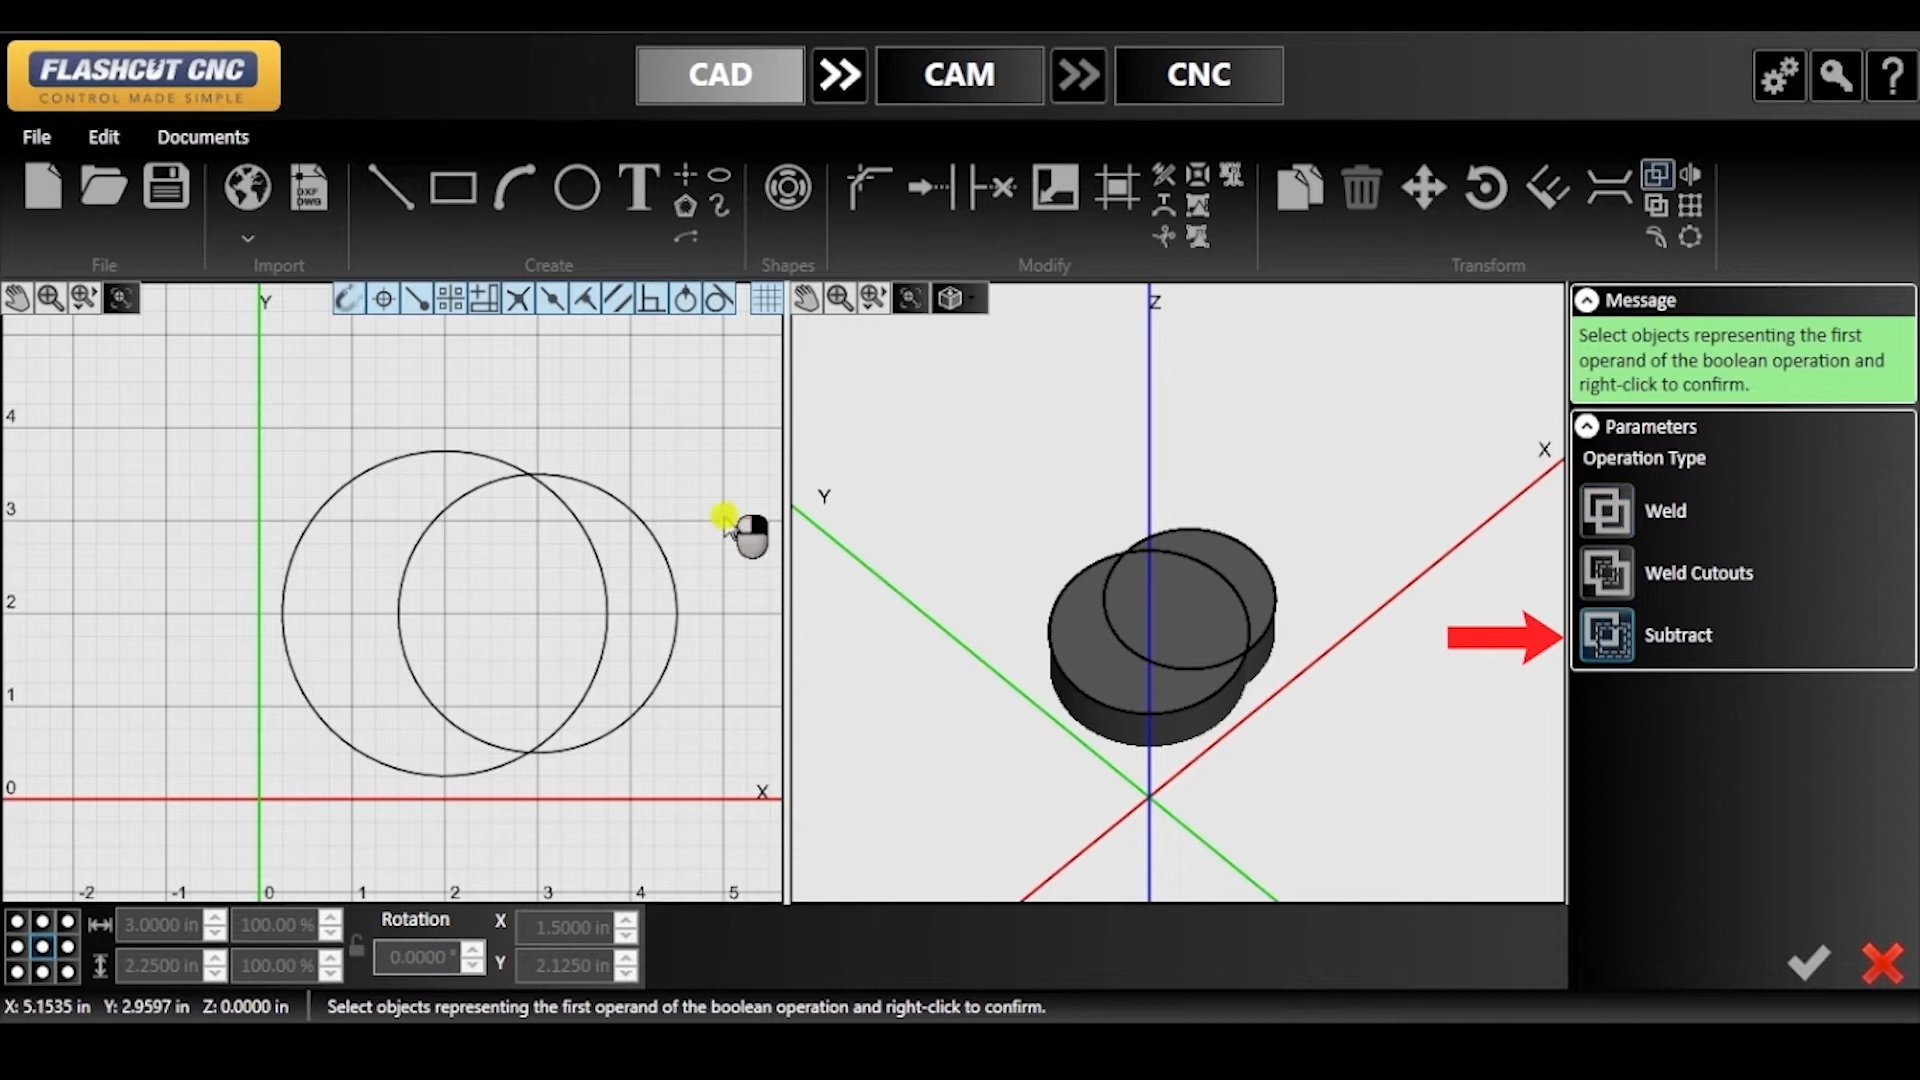 FLASHCUT CNC
CONTROL MADE SIMPLE
CAD
CAM
CNC
File
Edit
Documents
DXF
DWG
T
File
Import
Create
Shapes
Modify
Transform
Y
X
4
3
2
1
0
-2
-1
0
1
2
3
4
5
Z
Y
X
Message
Select objects representing the first
operand of the boolean operation and
right-click to confirm.
Parameters
Operation Type
Weld
Weld Cutouts
Subtract
3.0000 in
100.00 %
Rotation
X
1.5000 in
2.2500 in
100.00 %
0.0000 °
Y
2.1250 in
X: 5.1535 in Y: 2.9597 in Z: 0.0000 in
Select objects representing the first operand of the boolean operation and right-click to confirm.